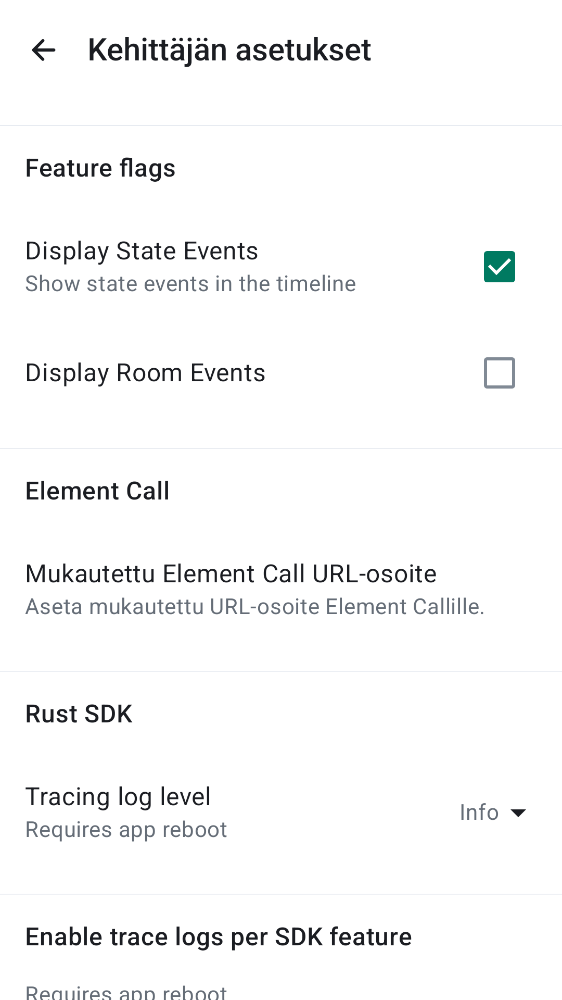 Kehittäjän asetukset
Feature flags
Display State Events
Show state events in the timeline
Display Room Events
Element Call
Mukautettu Element Call URL-osoite
Aseta mukautettu URL-osoite Element Callille.
Rust SDK
Tracing log level
Requires app reboot
Info
Enable trace logs per SDK feature
Requires app reboot